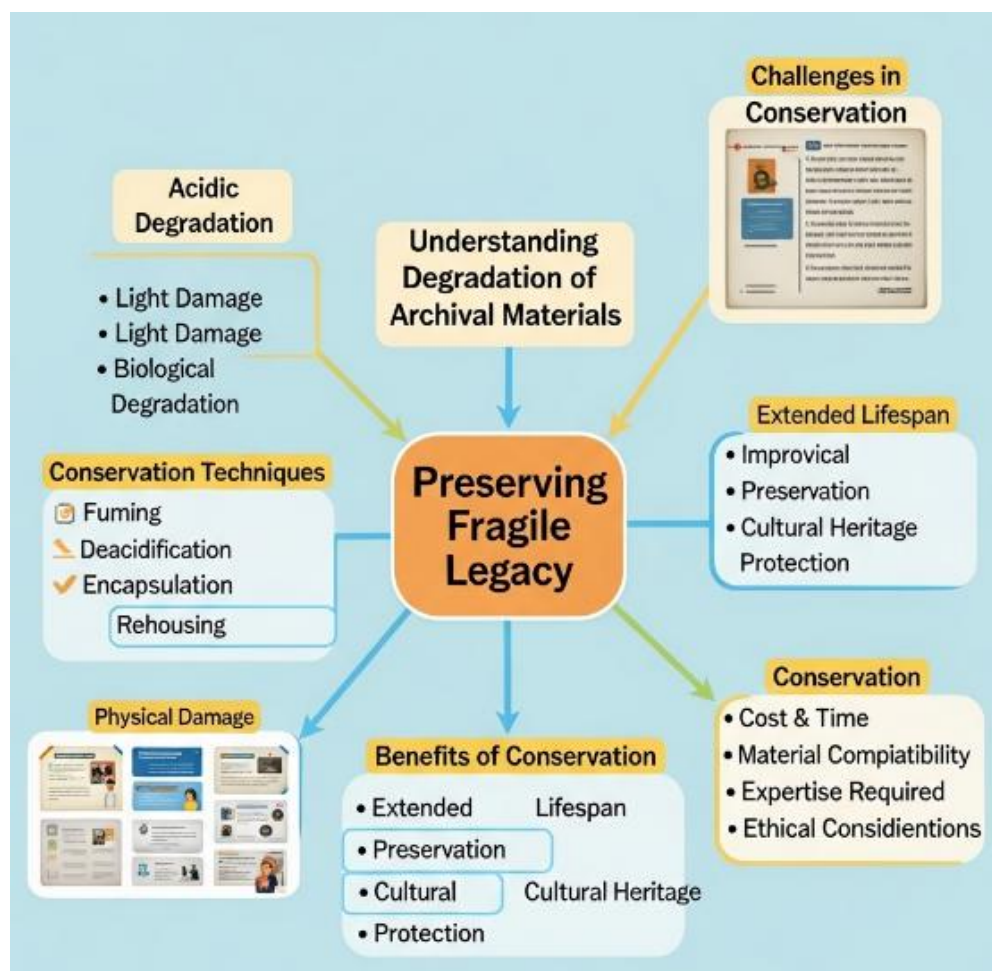 Challenges in
Conservation
Acidic
Degradation
• Light Damage
• Light Damage
• Biological
Degradation
Understanding
Degradation of
Archival Materials
Preserving
Fragile
Legacy
Conservation Techniques
Fuming
Deacidification
Encapsulation
Rehousing
Extended Lifespan
• Improvical
• Preservation
• Cultural Heritage
Protection
Physical Damage
Benefits of Conservation
• Extended Lifespan
• Preservation
• Cultural Cultural Heritage
• Protection
Conservation
• Cost & Time
• Material Compiatibility
• Expertise Required
• Ethical Considientions